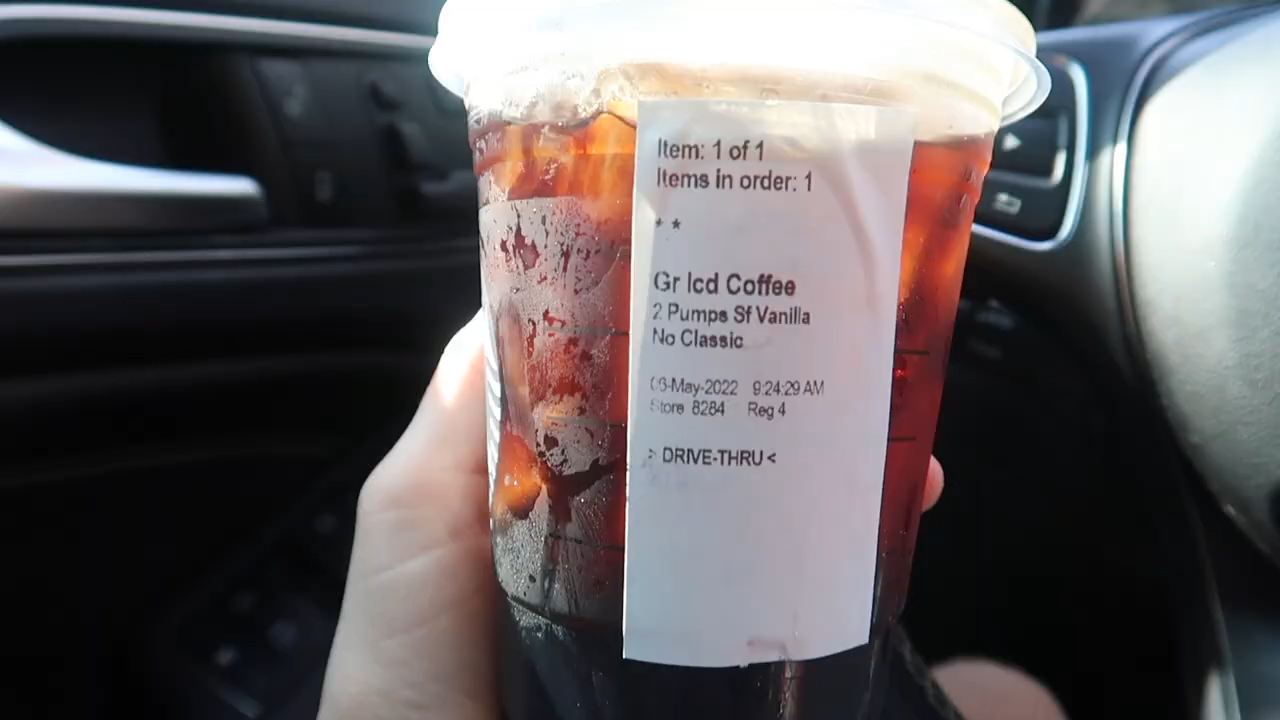 Item: 1 of 1
Items in order: 1
* *
Gr Icd Coffee
2 Pumps Sf Vanilla
No Classic
06-May-2022 9:24:29 AM
Store 8284 Reg 4
> DRIVE-THRU <